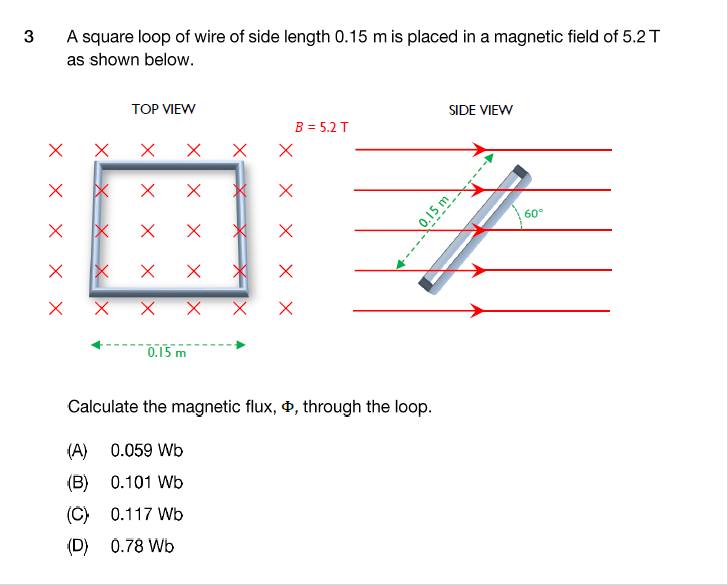 3 A square loop of wire of side length 0.15 m is placed in a magnetic field of 5.2 T
as shown below.
TOP VIEW
SIDE VIEW
B = 5.2 T
0.15 m
60°
0.15 m
Calculate the magnetic flux, Φ, through the loop.
(A) 0.059 Wb
(B) 0.101 Wb
(C) 0.117 Wb
(D) 0.78 Wb